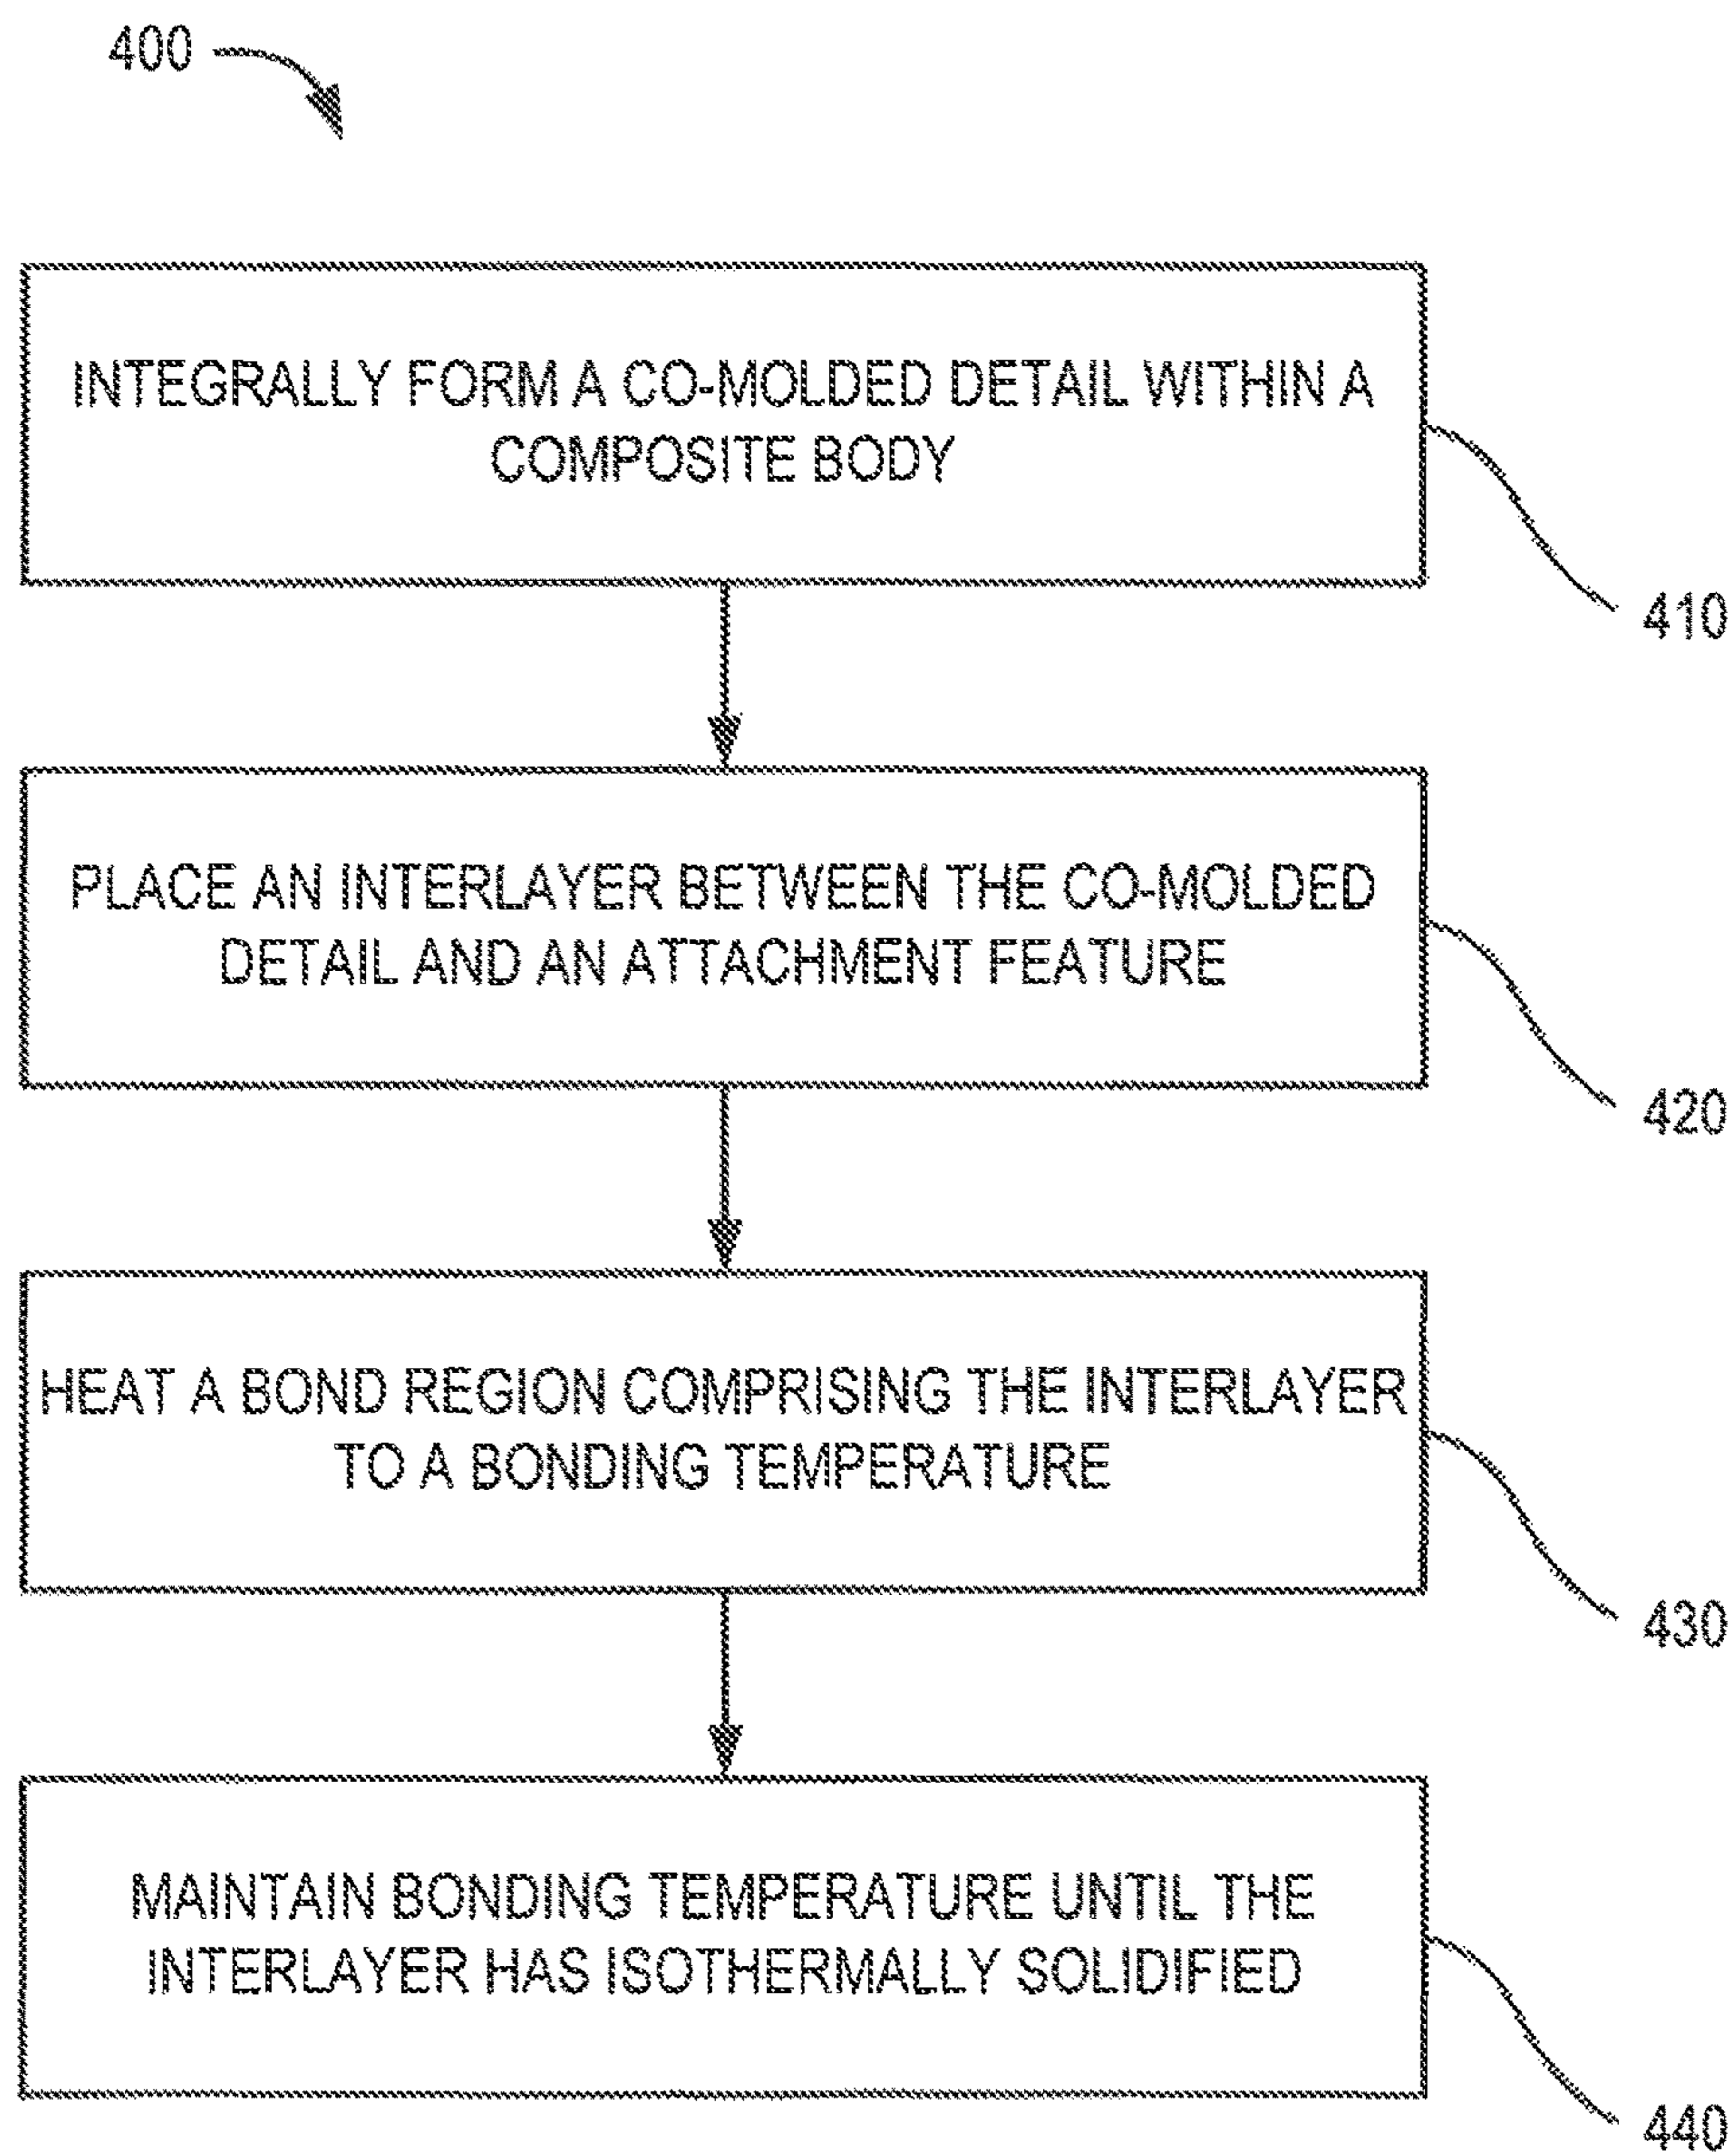 400
INTEGRALLY FORM A CO-MOLDED DETAIL WITHIN A
COMPOSITE BODY
410
PLACE AN INTERLAYER BETWEEN THE CO-MOLDED
DETAIL AND AN ATTACHMENT FEATURE
420
HEAT A BOND REGION COMPRISING THE INTERLAYER
TO A BONDING TEMPERATURE
430
MAINTAIN BONDING TEMPERATURE UNTIL THE
INTERLAYER HAS ISOTHERMALLY SOLIDIFIED
440